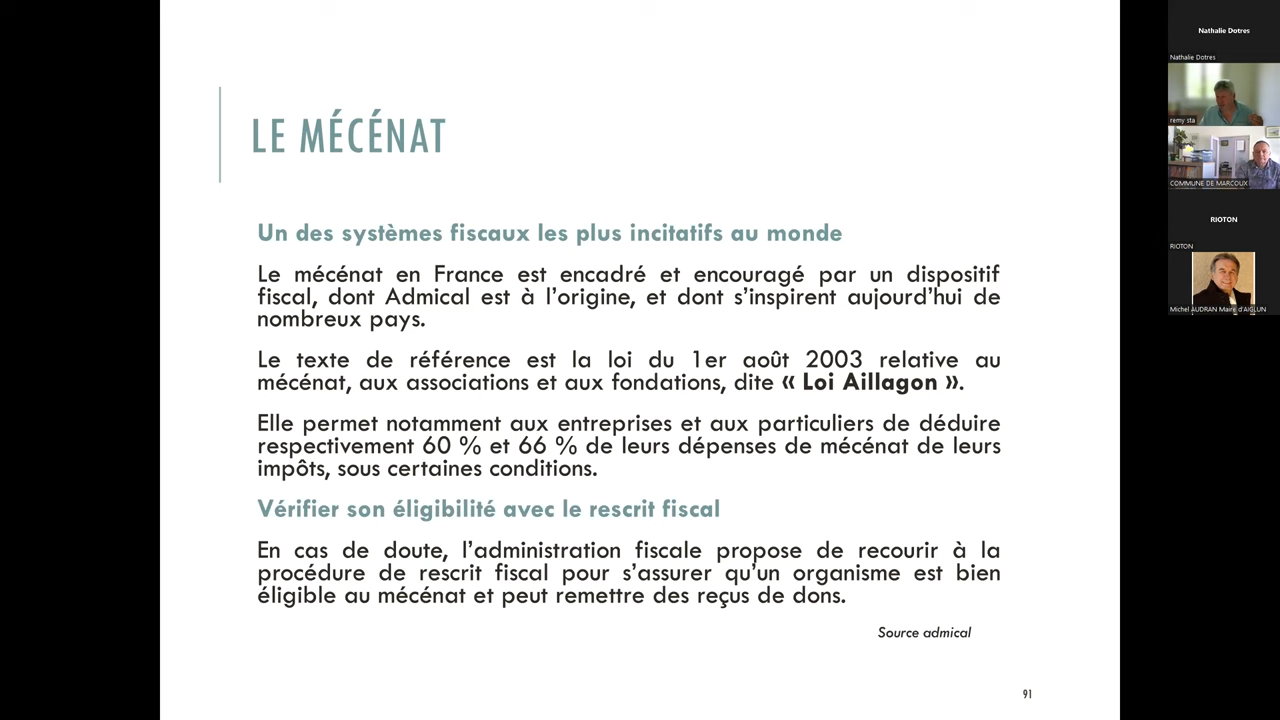 LE MÉCÉNAT
Un des systèmes fiscaux les plus incitatifs au monde
Le mécénat en France est encadré et encouragé par un dispositif
fiscal, dont Admical est à l'origine, et dont s'inspirent aujourd'hui de
nombreux pays.
Le texte de référence est la loi du 1er août 2003 relative au
mécénat, aux associations et aux fondations, dite « Loi Aillagon ».
Elle permet notamment aux entreprises et aux particuliers de déduire
respectivement 60 % et 66 % de leurs dépenses de mécénat de leurs
impôts, sous certaines conditions.
Vérifier son éligibilité avec le rescrit fiscal
En cas de doute, l'administration fiscale propose de recourir à la
procédure de rescrit fiscal pour s'assurer qu'un organisme est bien
éligible au mécénat et peut remettre des reçus de dons.
Source admical
91
Nathalie Dotres
Nathalie Dotres
remy sta
COMMUNE DE MARCOUX
RIOTON
RIOTON
Michel AUDRAN Maire d'AIGLUN